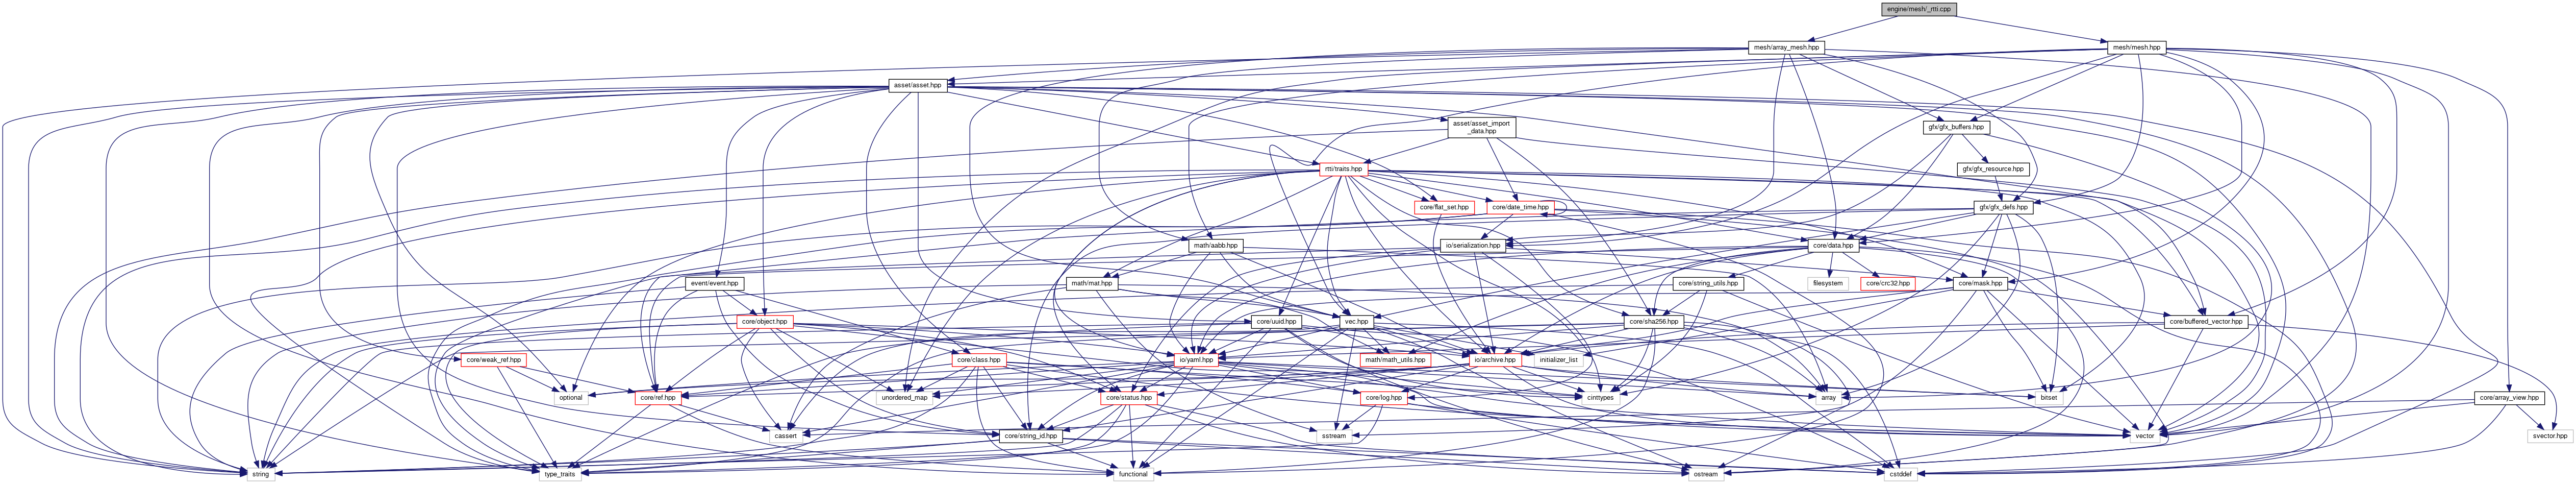 engine/mesh/_rtti.cpp
mesh/array_mesh.hpp
mesh/mesh.hpp
asset/asset.hpp
asset/asset_import
_data.hpp
gfx/gfx_buffers.hpp
rtti/traits.hpp
gfx/gfx_resource.hpp
core/flat_set.hpp
core/date_time.hpp
gfx/gfx_defs.hpp
math/aabb.hpp
io/serialization.hpp
core/data.hpp
event/event.hpp
math/mat.hpp
core/string_utils.hpp
filesystem
core/crc32.hpp
core/mask.hpp
core/object.hpp
core/uuid.hpp
vec.hpp
core/sha256.hpp
core/buffered_vector.hpp
core/weak_ref.hpp
core/class.hpp
io/yaml.hpp
math/math_utils.hpp
io/archive.hpp
initializer_list
optional
core/ref.hpp
unordered_map
core/status.hpp
core/log.hpp
cinttypes
array
bitset
core/array_view.hpp
cassert
core/string_id.hpp
sstream
vector
svector.hpp
string
type_traits
functional
ostream
cstddef